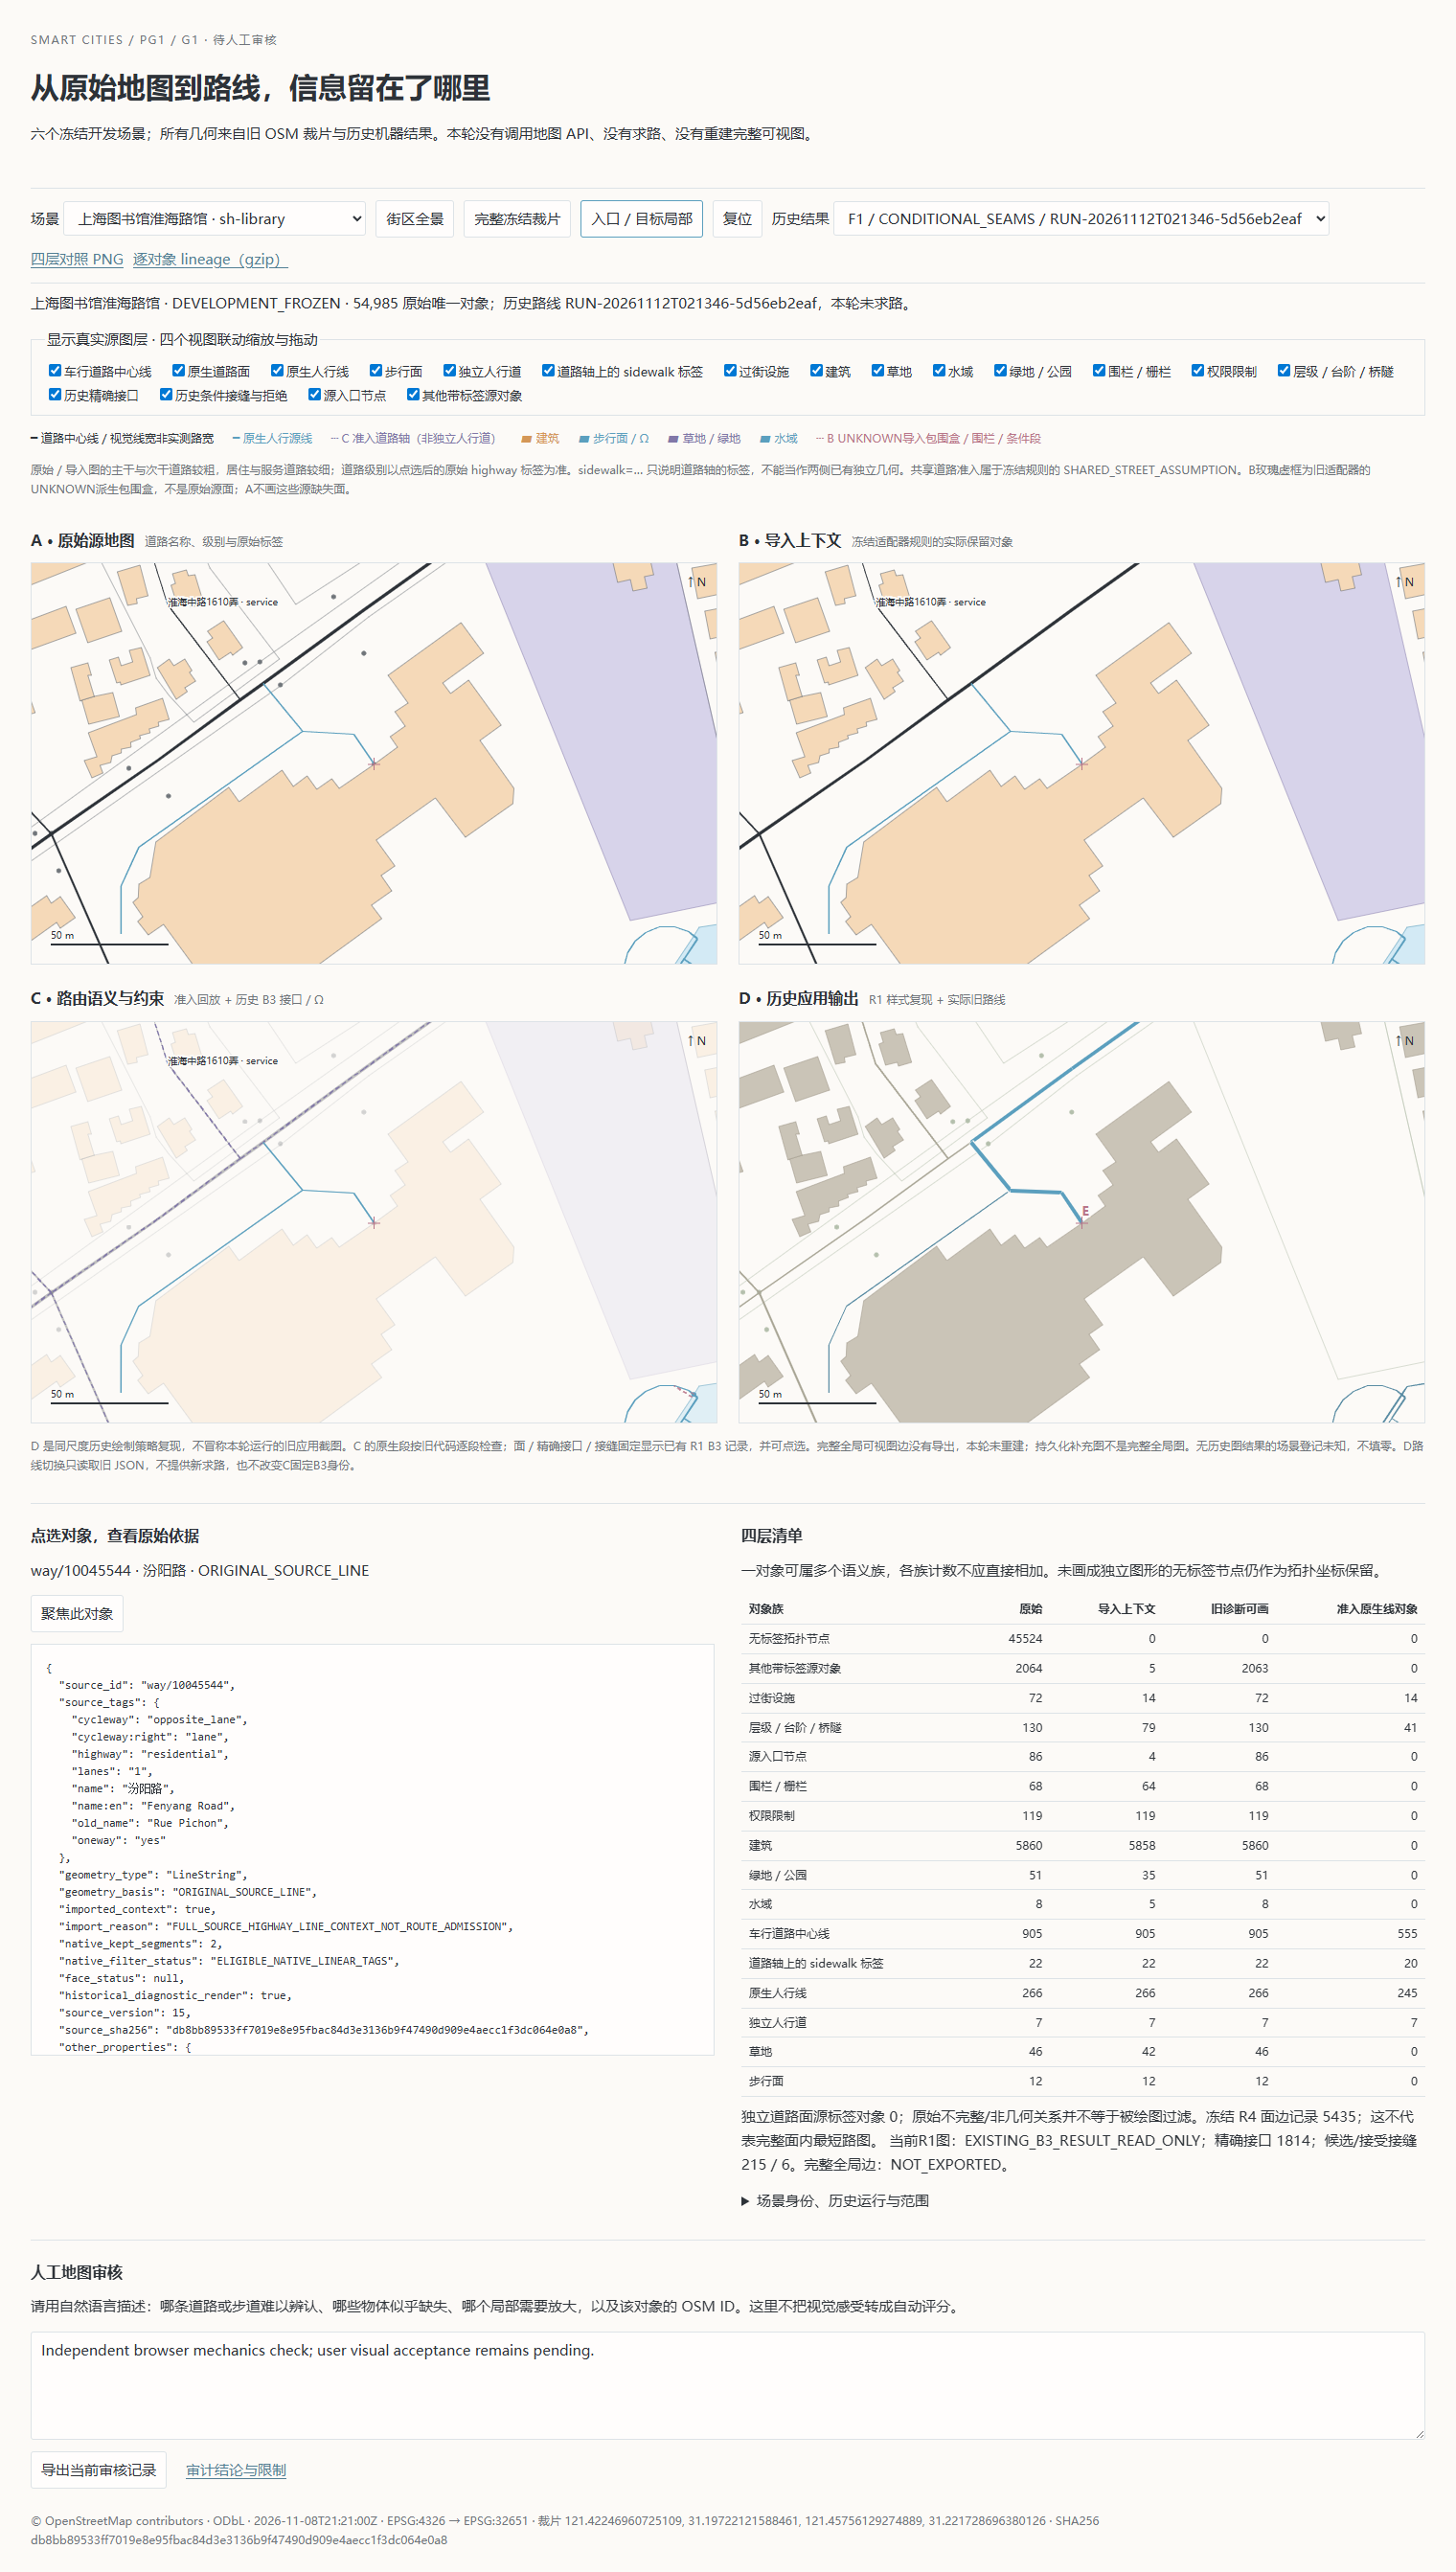 SMART CITIES / PG1 / G1 · 待人工审核
从原始地图到路线，信息留在了哪里
六个冻结开发场景；所有几何来自旧 OSM 裁片与历史机器结果。本轮没有调用地图 API、没有求路、没有重建完整可视图。
场景 上海图书馆淮海路馆 · sh-library 街区全景 完整冻结裁片 入口 / 目标局部 复位 历史结果 F1 / CONDITIONAL_SEAMS / RUN-20261112T021346-5d56eb2eaf
四层对照 PNG 逐对象 lineage（gzip）
上海图书馆淮海路馆 · DEVELOPMENT_FROZEN · 54,985 原始唯一对象；历史路线 RUN-20261112T021346-5d56eb2eaf，本轮未求路。
显示真实源图层 · 四个视图联动缩放与拖动
车行道路中心线 原生道路面 原生人行线 步行面 独立人行道 道路轴上的 sidewalk 标签 过街设施 建筑 草地 水域 绿地 / 公园 围栏 / 栅栏 权限限制 层级 / 台阶 / 桥隧
历史精确接口 历史条件接缝与拒绝 源入口节点 其他带标签源对象
━ 道路中心线 / 视觉线宽非实测路宽 ━ 原生人行源线 ┄ C 准入道路轴（非独立人行道） ▰ 建筑 ▰ 步行面 / Ω ▰ 草地 / 绿地 ▰ 水域 ┄ B UNKNOWN导入包围盒 / 围栏 / 条件段
原始 / 导入图的主干与次干道路较粗，居住与服务道路较细；道路级别以点选后的原始 highway 标签为准。sidewalk=… 只说明道路轴的标签，不能当作两侧已有独立几何。共享道路准入属于冻结规则的 SHARED_STREET_ASSUMPTION。B玫瑰虚框为旧适配器的
UNKNOWN派生包围盒，不是原始源面；A不画这些源缺失面。
A • 原始源地图 道路名称、级别与原始标签
B • 导入上下文 冻结适配器规则的实际保留对象
淮海中路1610弄 · service
↑ N
50 m
淮海中路1610弄 · service
↑ N
50 m
C • 路由语义与约束 准入回放 + 历史 B3 接口 / Ω
D • 历史应用输出 R1 样式复现 + 实际旧路线
淮海中路1610弄 · service
↑ N
50 m
↑ N
E
50 m
D 是同尺度历史绘制策略复现，不冒称本轮运行的旧应用截图。C 的原生段按旧代码逐段检查；面 / 精确接口 / 接缝固定显示已有 R1 B3 记录，并可点选。完整全局可视图边没有导出，本轮未重建；持久化补充图不是完整全局图。无历史图结果的场景登记未知，不填零。D路
线切换只读取旧 JSON，不提供新求路，也不改变C固定B3身份。
点选对象，查看原始依据
way/10045544 · 汾阳路 · ORIGINAL_SOURCE_LINE
聚焦此对象
{
"source_id": "way/10045544",
"source_tags": {
"cycleway": "opposite_lane",
"cycleway:right": "lane",
"highway": "residential",
"lanes": "1",
"name": "汾阳路",
"name:en": "Fenyang Road",
"old_name": "Rue Pichon",
"oneway": "yes"
},
"geometry_type": "LineString",
"geometry_basis": "ORIGINAL_SOURCE_LINE",
"imported_context": true,
"import_reason": "FULL_SOURCE_HIGHWAY_LINE_CONTEXT_NOT_ROUTE_ADMISSION",
"native_kept_segments": 2,
"native_filter_status": "ELIGIBLE_NATIVE_LINEAR_TAGS",
"face_status": null,
"historical_diagnostic_render": true,
"source_version": 15,
"source_sha256": "db8bb89533ff7019e8e95fbac84d3e3136b9f47490d909e4aecc1f3dc064e0a8",
"other_properties": {
四层清单
一对象可属多个语义族，各族计数不应直接相加。未画成独立图形的无标签节点仍作为拓扑坐标保留。
对象族 原始 导入上下文 旧诊断可画 准入原生线对象
无标签拓扑节点 45524 0 0 0
其他带标签源对象 2064 5 2063 0
过街设施 72 14 72 14
层级 / 台阶 / 桥隧 130 79 130 41
源入口节点 86 4 86 0
围栏 / 栅栏 68 64 68 0
权限限制 119 119 119 0
建筑 5860 5858 5860 0
绿地 / 公园 51 35 51 0
水域 8 5 8 0
车行道路中心线 905 905 905 555
道路轴上的 sidewalk 标签 22 22 22 20
原生人行线 266 266 266 245
独立人行道 7 7 7 7
草地 46 42 46 0
步行面 12 12 12 0
独立道路面源标签对象 0；原始不完整/非几何关系并不等于被绘图过滤。冻结 R4 面边记录 5435；这不代
表完整面内最短路图。 当前R1图：EXISTING_B3_RESULT_READ_ONLY；精确接口 1814；候选/接受接缝
215 / 6。完整全局边：NOT_EXPORTED。
▶ 场景身份、历史运行与范围
人工地图审核
请用自然语言描述：哪条道路或步道难以辨认、哪些物体似乎缺失、哪个局部需要放大，以及该对象的 OSM ID。这里不把视觉感受转成自动评分。
Independent browser mechanics check; user visual acceptance remains pending.
导出当前审核记录 审计结论与限制
© OpenStreetMap contributors · ODbL · 2026-11-08T21:21:00Z · EPSG:4326 → EPSG:32651 · 裁片 121.42246960725109, 31.19722121588461, 121.45756129274889, 31.221728696380126 · SHA256
db8bb89533ff7019e8e95fbac84d3e3136b9f47490d909e4aecc1f3dc064e0a8